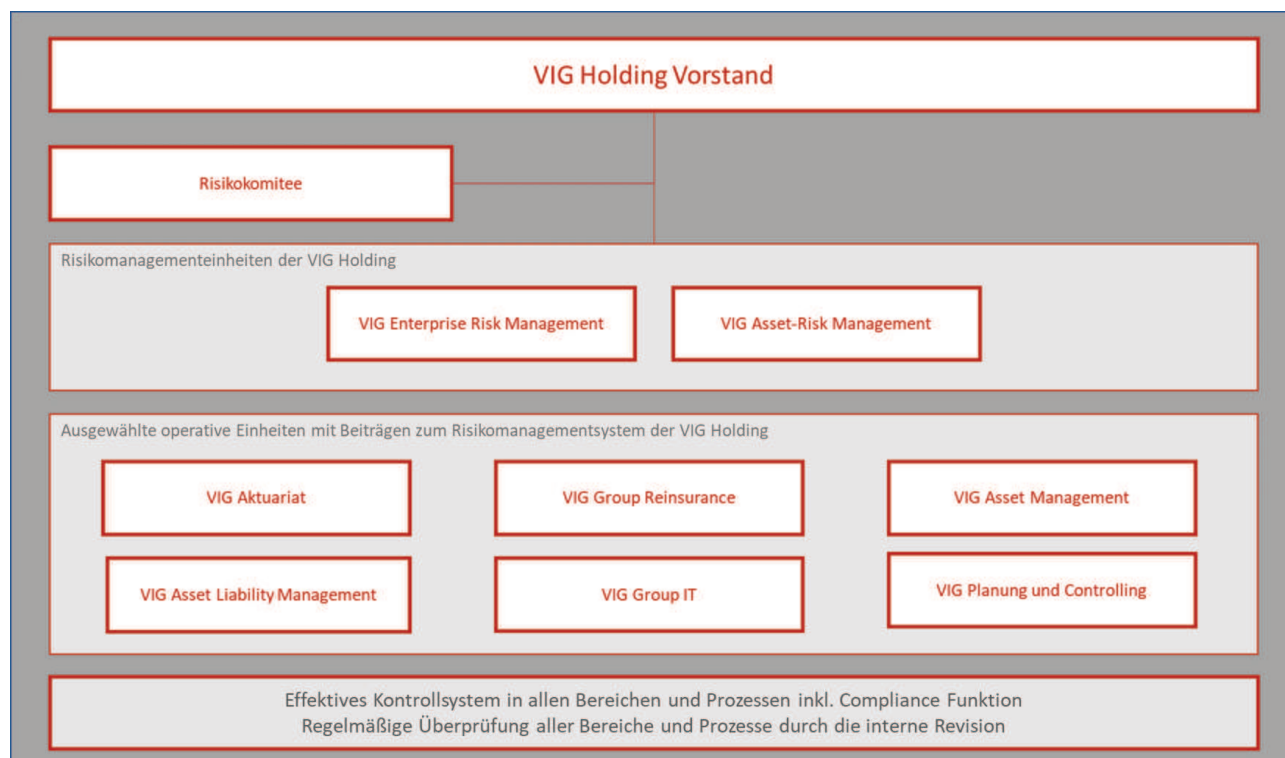 VIG Holding Vorstand
Risikokomitee
Risikomanagementeinheiten der VIG Holding
VIG Enterprise Risk Management
VIG Asset-Risk Management
Ausgewählte operative Einheiten mit Beiträgen zum Risikomanagementsystem der VIG Holding
VIG Aktuariat
VIG Group Reinsurance
VIG Asset Management
VIG Asset Liability Management
VIG Group IT
VIG Planung und Controlling
Effektives Kontrollsystem in allen Bereichen und Prozessen inkl. Compliance Funktion
Regelmäßige Überprüfung aller Bereiche und Prozesse durch die interne Revision